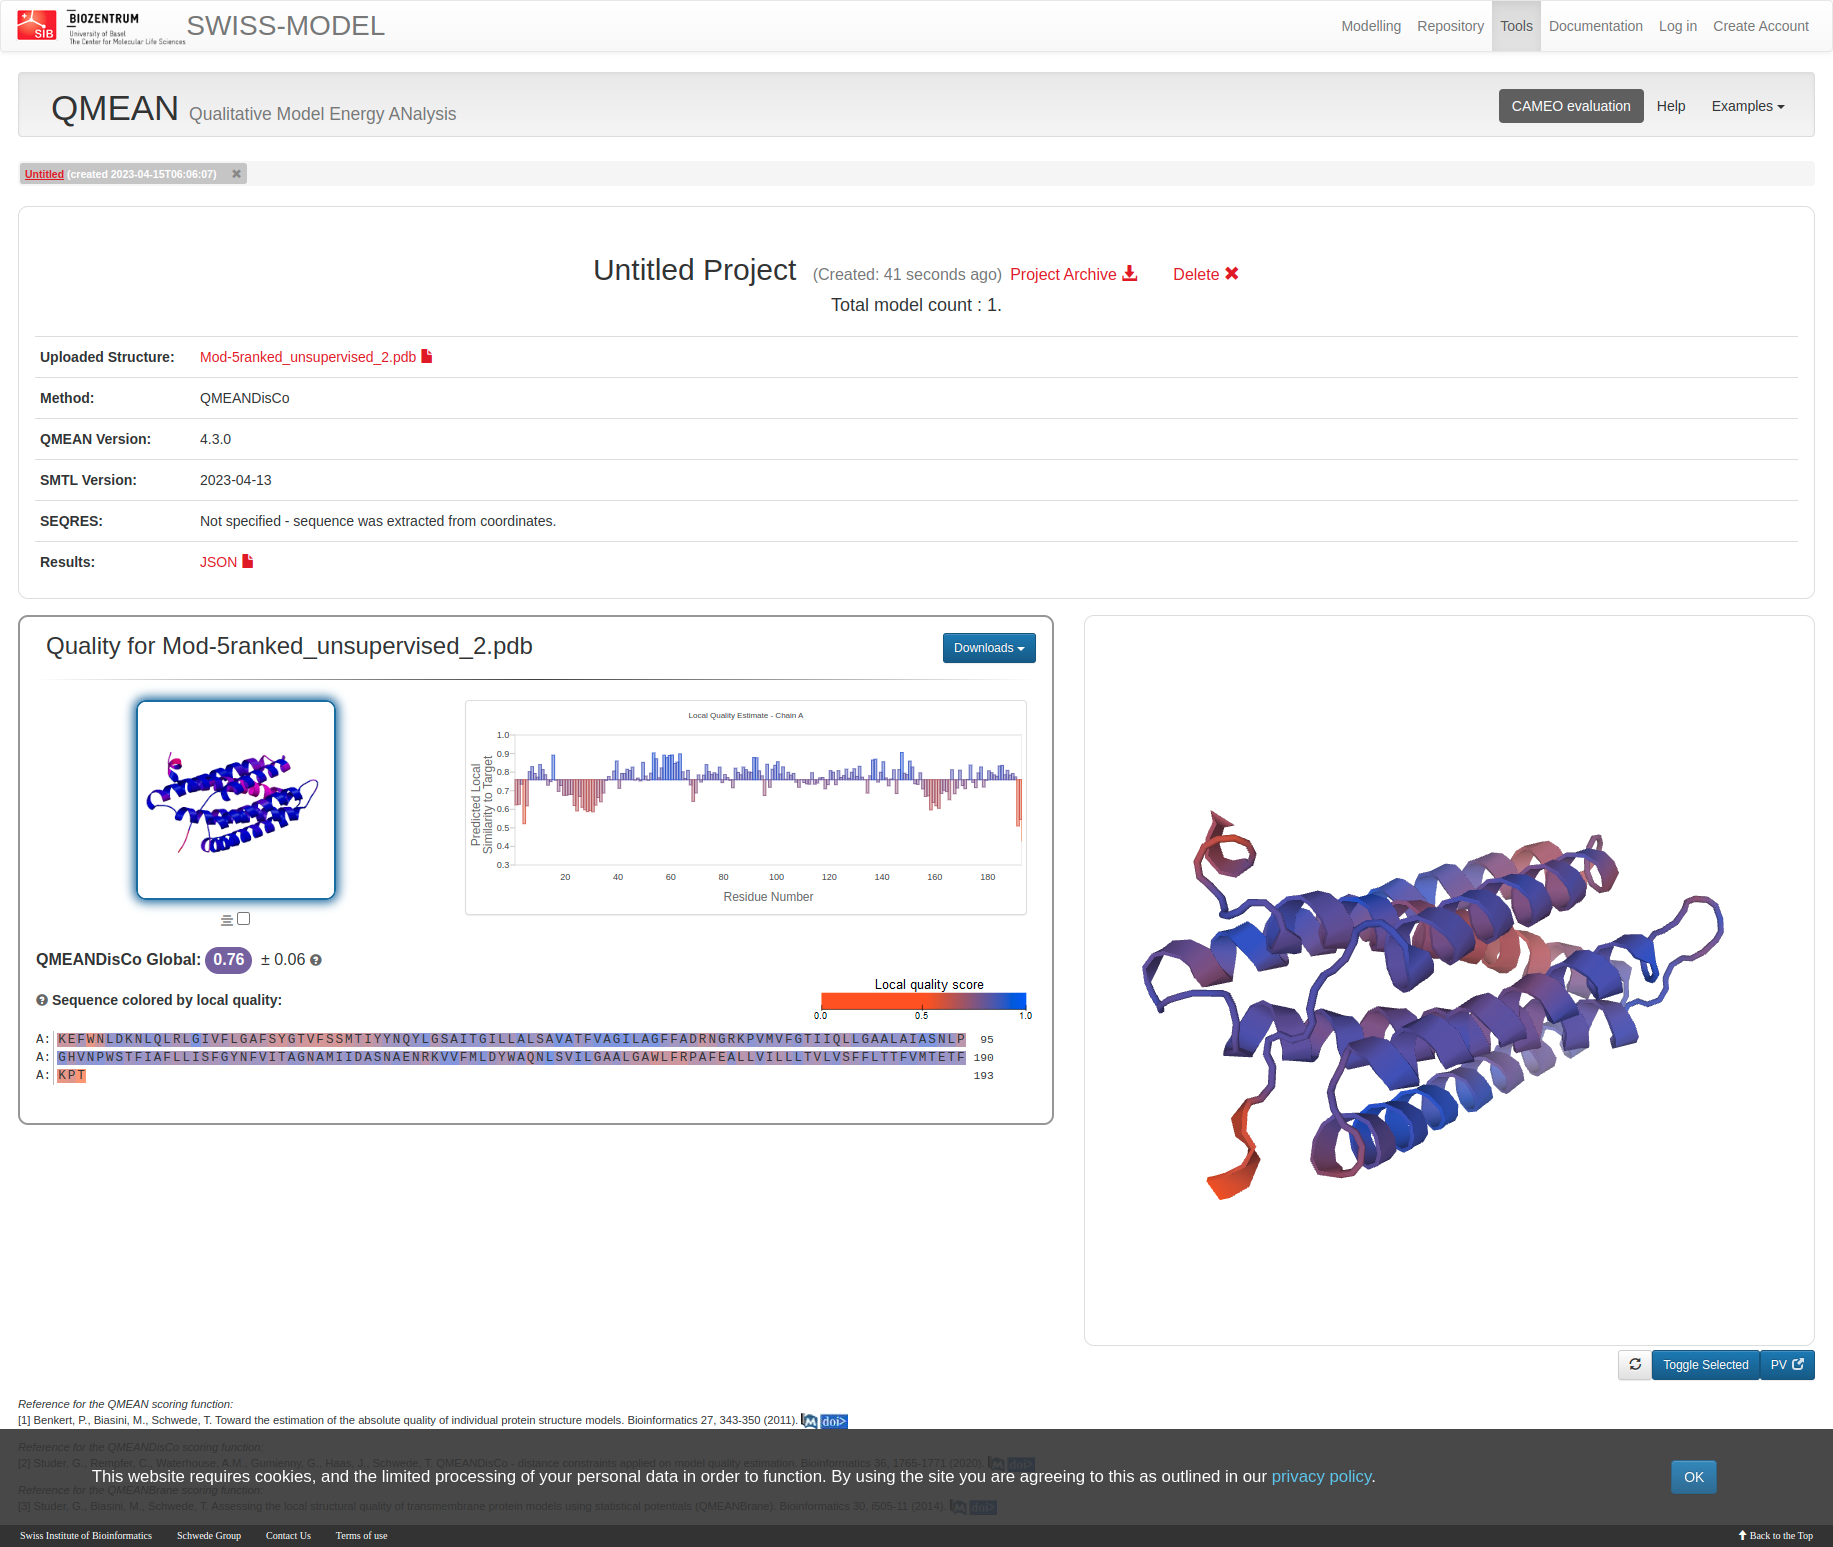 SIB
BIOZENTRUM
University of Basel
The Center for Molecular Life Sciences
SWISS-MODEL
Modelling Repository Tools Documentation Log in Create Account
QMEAN Qualitative Model Energy ANalysis
CAMEO evaluation Help Examples
Untitled (created 2023-04-15T06:06:07)
Untitled Project (Created: 41 seconds ago) Project Archive Delete
Total model count : 1.
Uploaded Structure: Mod-5ranked_unsupervised_2.pdb
Method: QMEANDisCo
QMEAN Version: 4.3.0
SMTL Version: 2023-04-13
SEQRES: Not specified - sequence was extracted from coordinates.
Results: JSON
Quality for Mod-5ranked_unsupervised_2.pdb
Downloads
Local Quality Estimate - Chain A
Predicted Local
Similarity to Target
1.0
0.9
0.8
0.7
0.6
0.5
0.4
0.3
20 40 60 80 100 120 140 160 180
Residue Number
QMEANDisCo Global: 0.76 ± 0.06
Sequence colored by local quality:
Local quality score
0.0 0.5 1.0
A: KEFWNLDKNLQLRLGIVFLGAFSYGTVFSSMTIYYNQYLGSAITGILLALSAVATFVAGILAGFFADRNGRKPVMVFGTIIQLLGAALAIASNLP 95
A: GHVNPWSTFIAFLLISFGYNFVITAGNAMIIDASNAENRKVVFMLDYWAQNLSVILGAALGAWLFRPAFEALLVILLLTVLVSFFLTTFVMTETF 190
A: KPT 193
Toggle Selected PV
Reference for the QMEAN scoring function:
[1] Benkert, P., Biasini, M., Schwede, T. Toward the estimation of the absolute quality of individual protein structure models. Bioinformatics 27, 343-350 (2011). M doi>
Reference for the QMEANDisCo scoring function:
[2] Studer, G., Rempfer, C., Waterhouse, A.M., Gumienny, G., Haas, J., Schwede, T. QMEANDisCo - distance constraints applied on model quality estimation. Bioinformatics 36, 1765-1771 (2020). M doi>
This website requires cookies, and the limited processing of your personal data in order to function. By using the site you are agreeing to this as outlined in our privacy policy.
OK
Reference for the QMEANBrane scoring function:
[3] Studer, G., Biasini, M., Schwede, T. Assessing the local structural quality of transmembrane protein models using statistical potentials (QMEANBrane). Bioinformatics 30, i505-11 (2014). M doi>
Swiss Institute of Bioinformatics Schwede Group Contact Us Terms of use Back to the Top